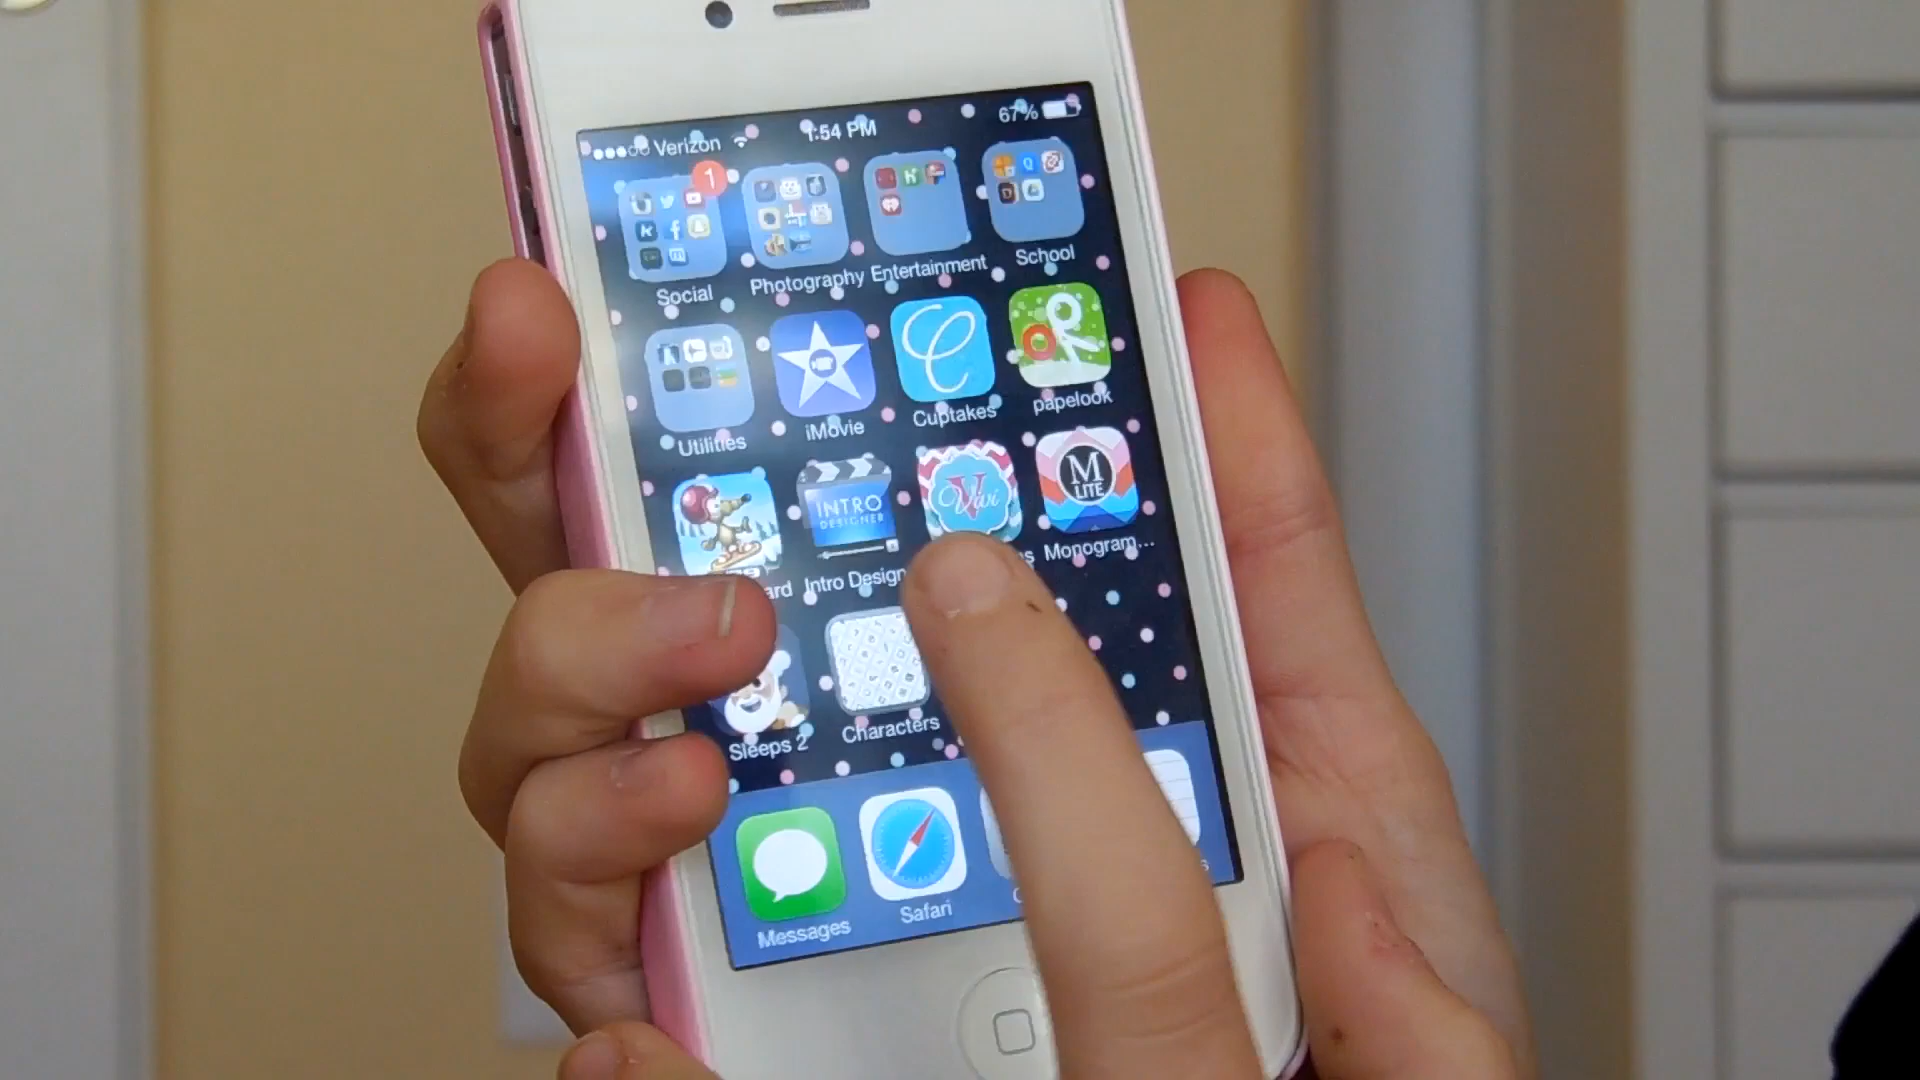 Verizon 1:54 PM 67%
1
Social Photography Entertainment School
Utilities iMovie Cuptakes papelook
INTRO
DESIGNER
Vivi
M
LITE
Intro Design Monogram...
Sleeps 2 Characters
Messages Safari